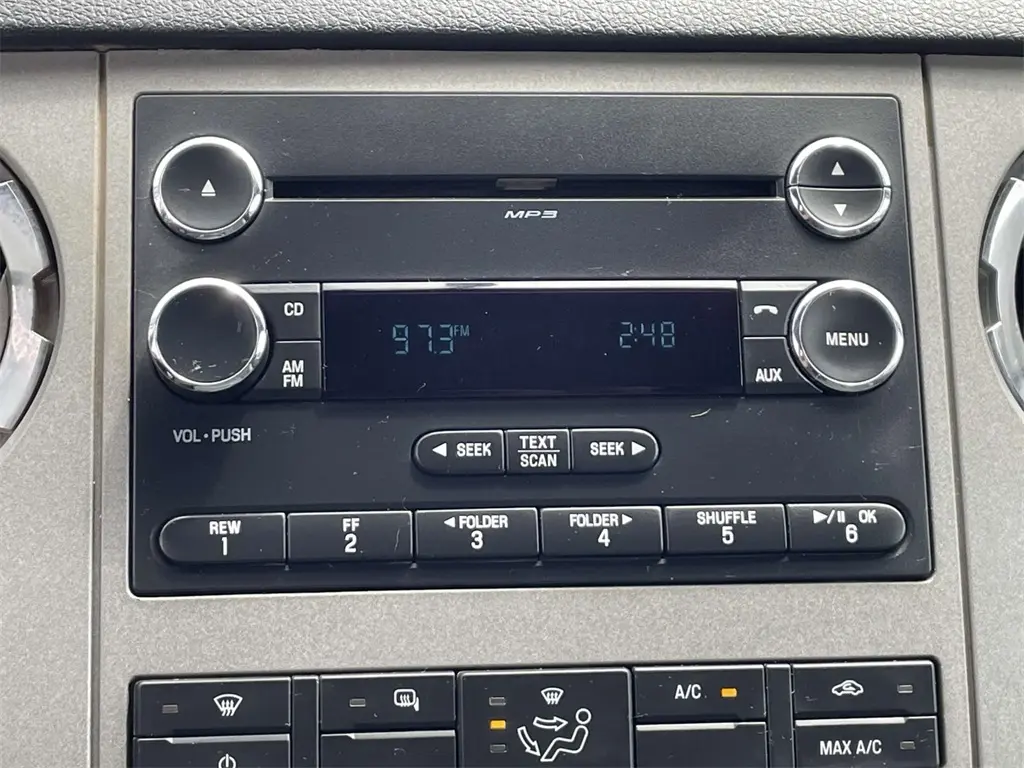 MP3
CD
97.3 FM
2:48
MENU
AM
FM
AUX
VOL • PUSH
◄ SEEK
TEXT
SCAN
SEEK ►
REW
1
FF
2
◄ FOLDER
3
FOLDER ►
4
SHUFFLE
5
►/II OK
6
A/C
MAX A/C